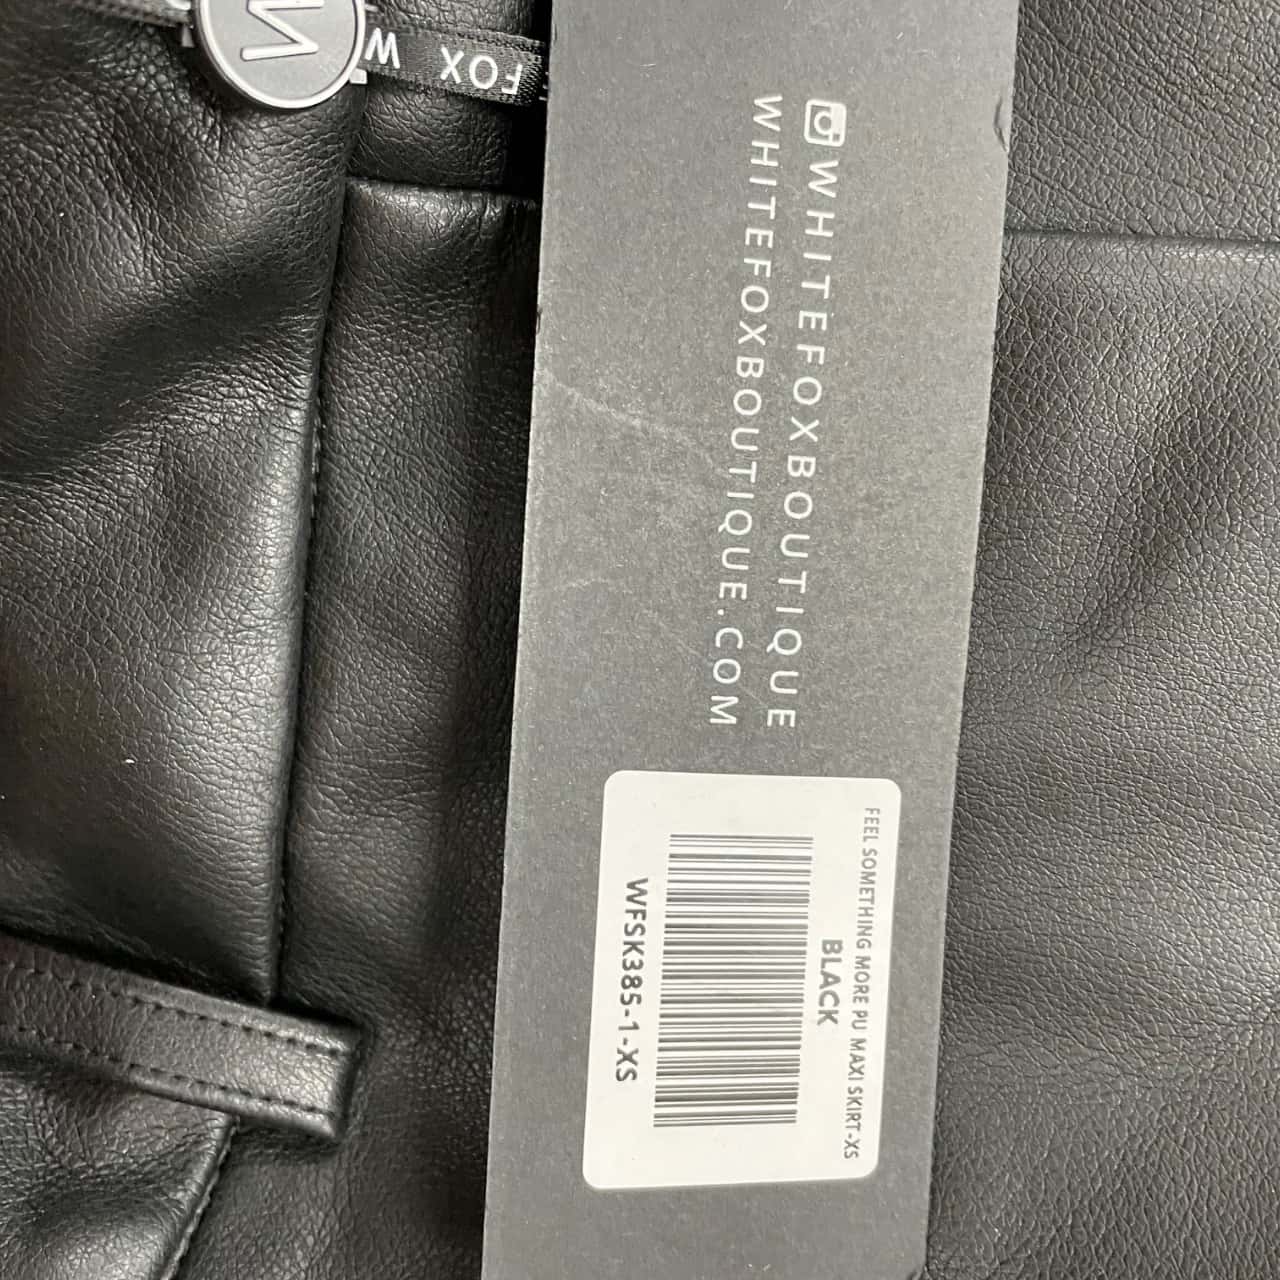 W
FOX W
WHITEFOXBOUTIQUE
WHITEFOXBOUTIQUE.COM
FEEL SOMETHING MORE PU MAXI SKIRT-XS
BLACK
WFSK385-1-XS